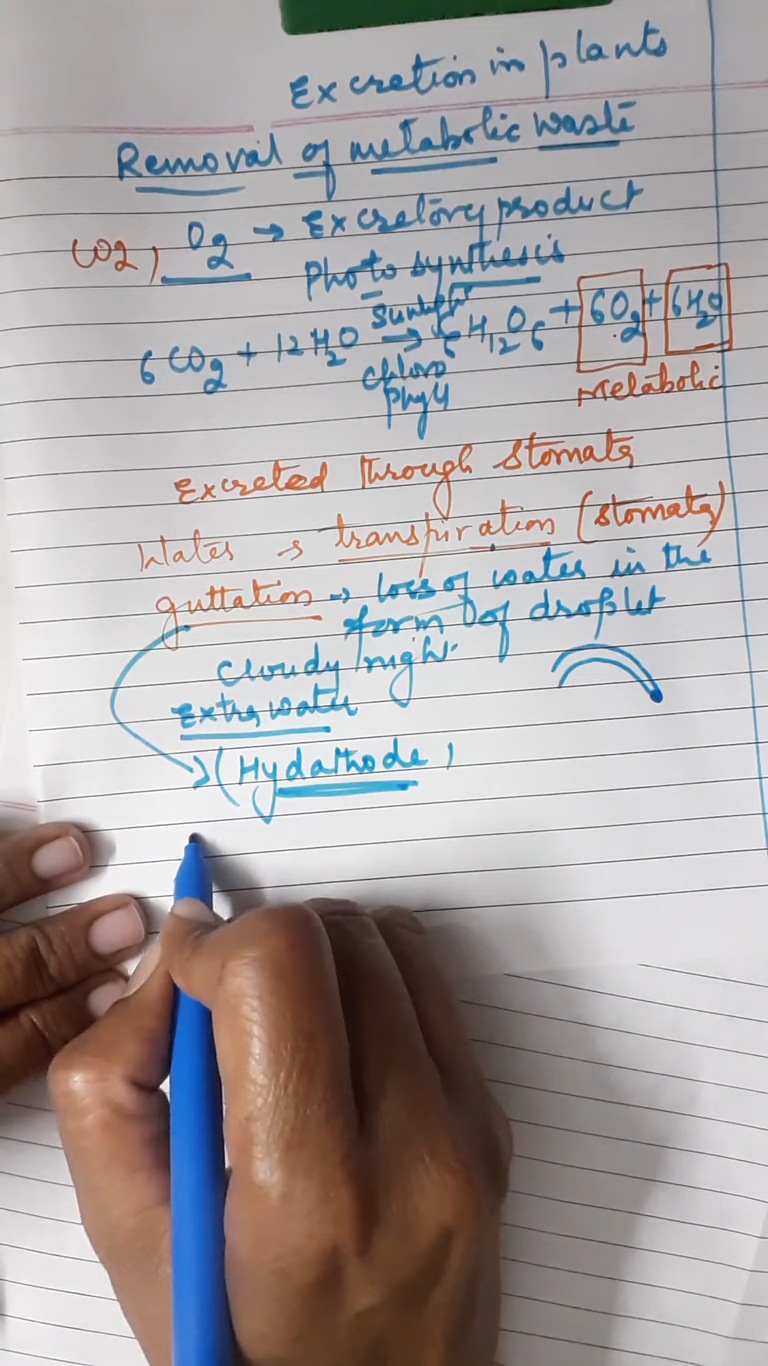 Excretion in plants
Removal of metabolic waste
CO2, O2 → Excretory product
Photosynthesis
6CO2 + 12H2O Sunlight → C6H12O6 + 6O2 + 6H2O
chloro
phyll
Metabolic
Excreted through stomata
Water → transpiration (stomata)
guttation → loss of water in the
form of droplet
Cloudy / night.
Extra water
(Hydathode,